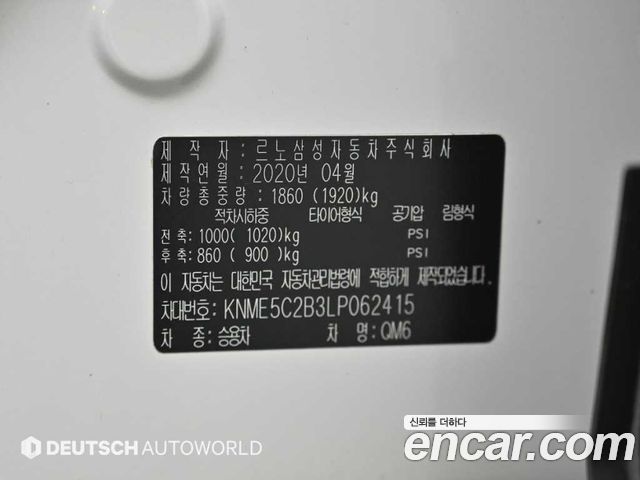 제 작 자 : 르노삼성자동차주식회사
제작연월 : 2020년 04월
차량 총중량 : 1860 (1920)kg
적차시하중 타이어형식 공기압 림형식
전 축: 1000( 1020)kg PSI
후 축: 860 ( 900 )kg PSI
이 자동차는 대한민국 자동차관리법령에 적합하게 제작되었습니다.
차대번호: KNME5C2B3LP062415
차 종: 승용차 차 명: QM6
신뢰를 더하다
DEUTSCH AUTOWORLD
encar.com